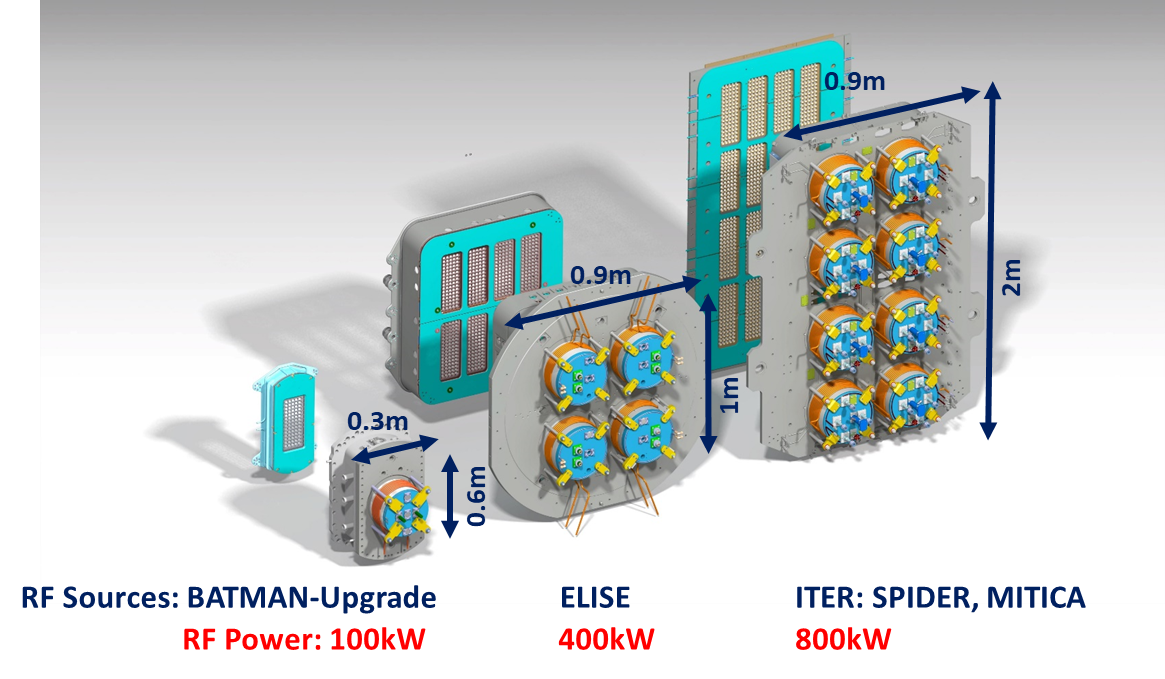 0.9m
2m
0.9m
1m
0.3m
0.6m
RF Sources: BATMAN-Upgrade ELISE ITER: SPIDER, MITICA
RF Power: 100kW 400kW 800kW